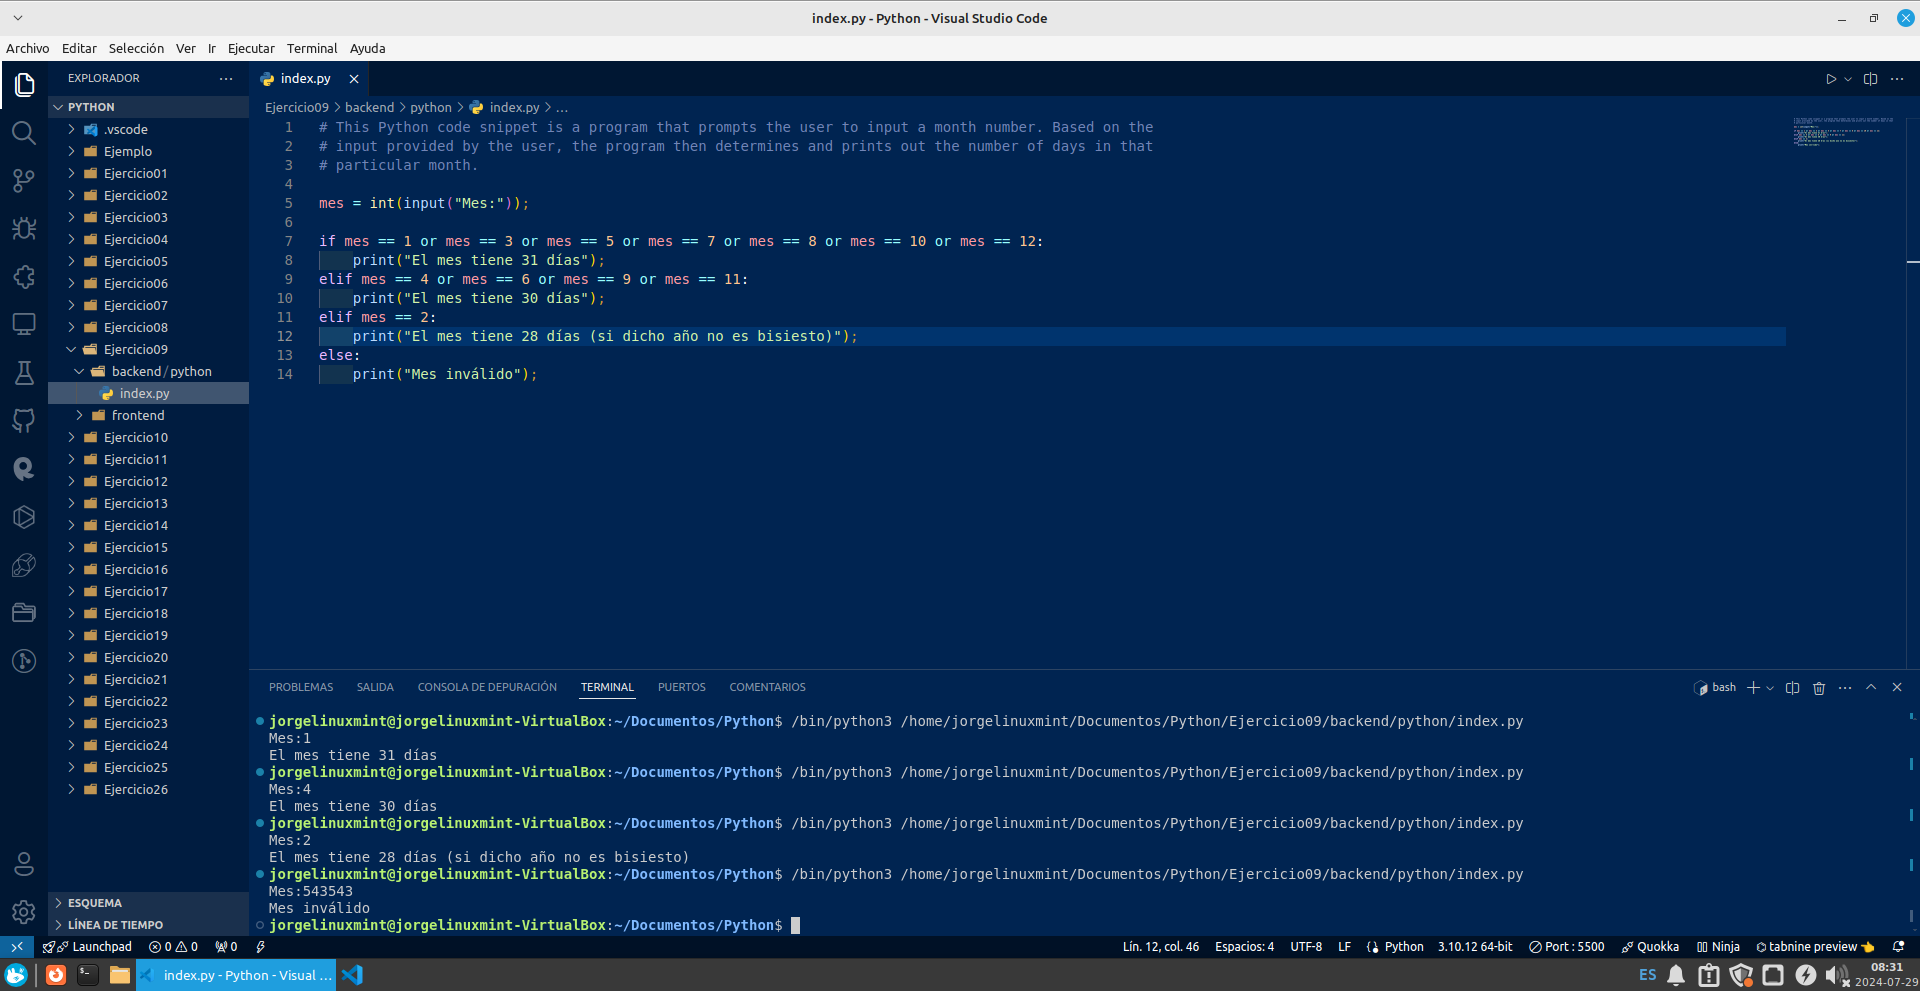 index.py - Python - Visual Studio Code
Archivo Editar Selección Ver Ir Ejecutar Terminal Ayuda
EXPLORADOR
PYTHON
.vscode
Ejemplo
Ejercicio01
Ejercicio02
Ejercicio03
Ejercicio04
Ejercicio05
Ejercicio06
Ejercicio07
Ejercicio08
Ejercicio09
backend/python
index.py
frontend
Ejercicio10
Ejercicio11
Ejercicio12
Ejercicio13
Ejercicio14
Ejercicio15
Ejercicio16
Ejercicio17
Ejercicio18
Ejercicio19
Ejercicio20
Ejercicio21
Ejercicio22
Ejercicio23
Ejercicio24
Ejercicio25
Ejercicio26
ESQUEMA
LÍNEA DE TIEMPO
index.py
Ejercicio09 > backend > python > index.py > ...
1 # This Python code snippet is a program that prompts the user to input a month number. Based on the
2 # input provided by the user, the program then determines and prints out the number of days in that
3 # particular month.
4
5 mes = int(input("Mes:"));
6
7 if mes == 1 or mes == 3 or mes == 5 or mes == 7 or mes == 8 or mes == 10 or mes == 12:
8 print("El mes tiene 31 días");
9 elif mes == 4 or mes == 6 or mes == 9 or mes == 11:
10 print("El mes tiene 30 días");
11 elif mes == 2:
12 print("El mes tiene 28 días (si dicho año no es bisiesto)");
13 else:
14 print("Mes inválido");
PROBLEMAS SALIDA CONSOLA DE DEPURACIÓN TERMINAL PUERTOS COMENTARIOS
bash
jorgelinuxmint@jorgelinuxmint-VirtualBox:~/Documentos/Python$ /bin/python3 /home/jorgelinuxmint/Documentos/Python/Ejercicio09/backend/python/index.py
Mes:1
El mes tiene 31 días
jorgelinuxmint@jorgelinuxmint-VirtualBox:~/Documentos/Python$ /bin/python3 /home/jorgelinuxmint/Documentos/Python/Ejercicio09/backend/python/index.py
Mes:4
El mes tiene 30 días
jorgelinuxmint@jorgelinuxmint-VirtualBox:~/Documentos/Python$ /bin/python3 /home/jorgelinuxmint/Documentos/Python/Ejercicio09/backend/python/index.py
Mes:2
El mes tiene 28 días (si dicho año no es bisiesto)
jorgelinuxmint@jorgelinuxmint-VirtualBox:~/Documentos/Python$ /bin/python3 /home/jorgelinuxmint/Documentos/Python/Ejercicio09/backend/python/index.py
Mes:543543
Mes inválido
jorgelinuxmint@jorgelinuxmint-VirtualBox:~/Documentos/Python$
Launchpad 0 0 0 Lín. 12, col. 46 Espacios: 4 UTF-8 LF Python 3.10.12 64-bit Port : 5500 Quokka Ninja tabnine preview
index.py - Python - Visual ... ES 08:31
2024-07-29